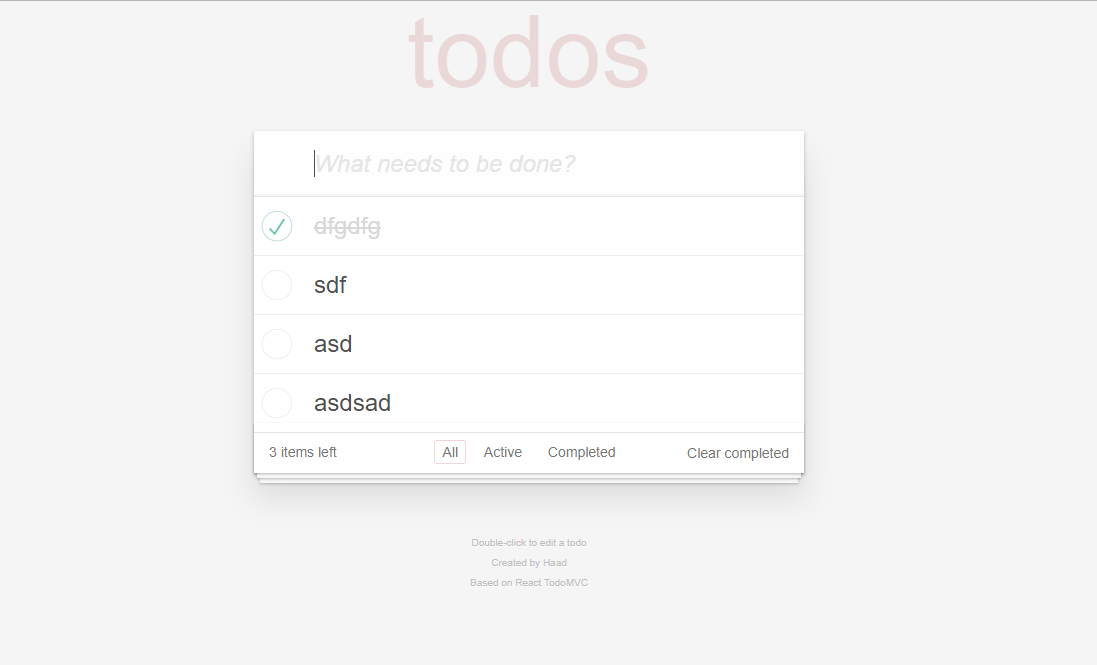 todos
What needs to be done?
dfgdfg
sdf
asd
asdsad
3 items left All Active Completed Clear completed
Double-click to edit a todo
Created by Haad
Based on React TodoMVC